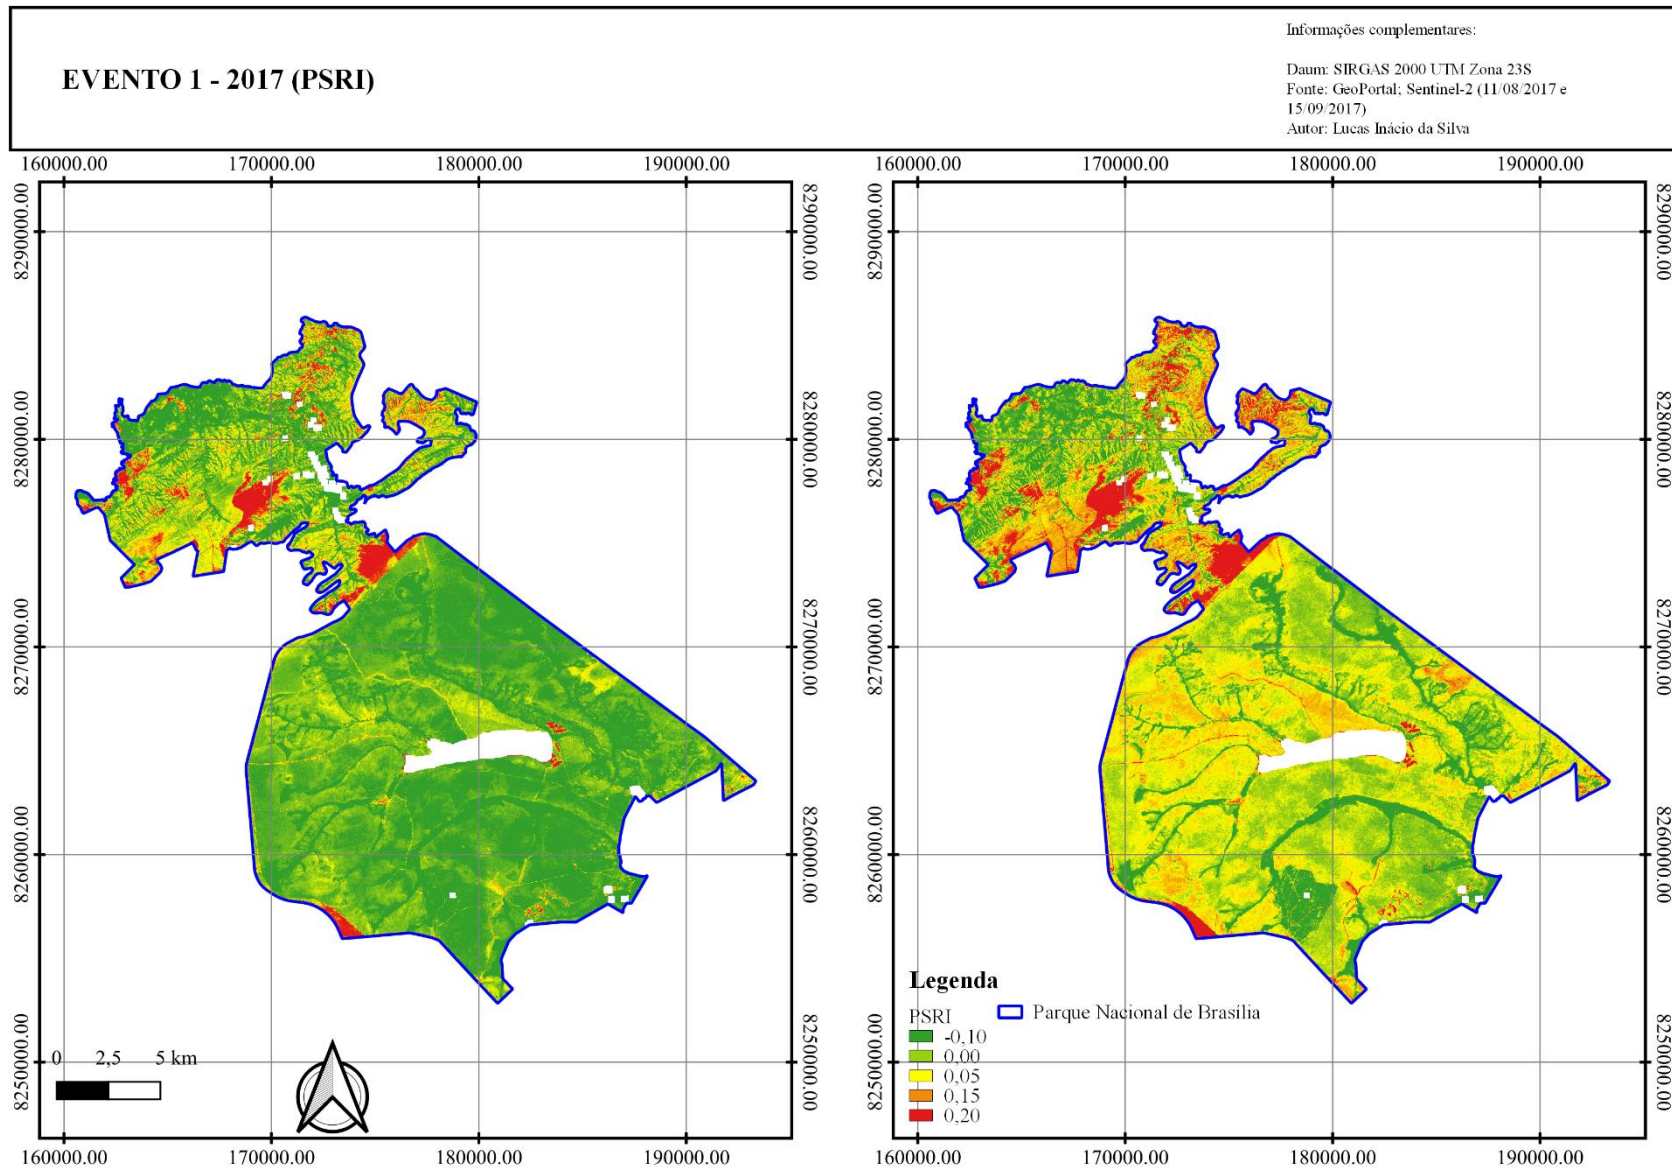 EVENTO 1 - 2017 (PSRI)
Informações complementares:
Daum: SIRGAS 2000 UTM Zona 23S
Fonte: GeoPortal; Sentinel-2 (11/08/2017 e
15/09/2017)
Autor: Lucas Inácio da Silva
160000.00 170000.00 180000.00 190000.00
160000.00 170000.00 180000.00 190000.00
8290000.00 8290000.00 8290000.00 8290000.00
8280000.00 8280000.00 8280000.00 8280000.00
8270000.00 8270000.00 8270000.00 8270000.00
8260000.00 8260000.00 8260000.00 8260000.00
8250000.00 8250000.00 8250000.00 8250000.00
0 2,5 5 km
Legenda
PSRI
-0,10
0,00
0,05
0,15
0,20
Parque Nacional de Brasília
160000.00 170000.00 180000.00 190000.00
160000.00 170000.00 180000.00 190000.00